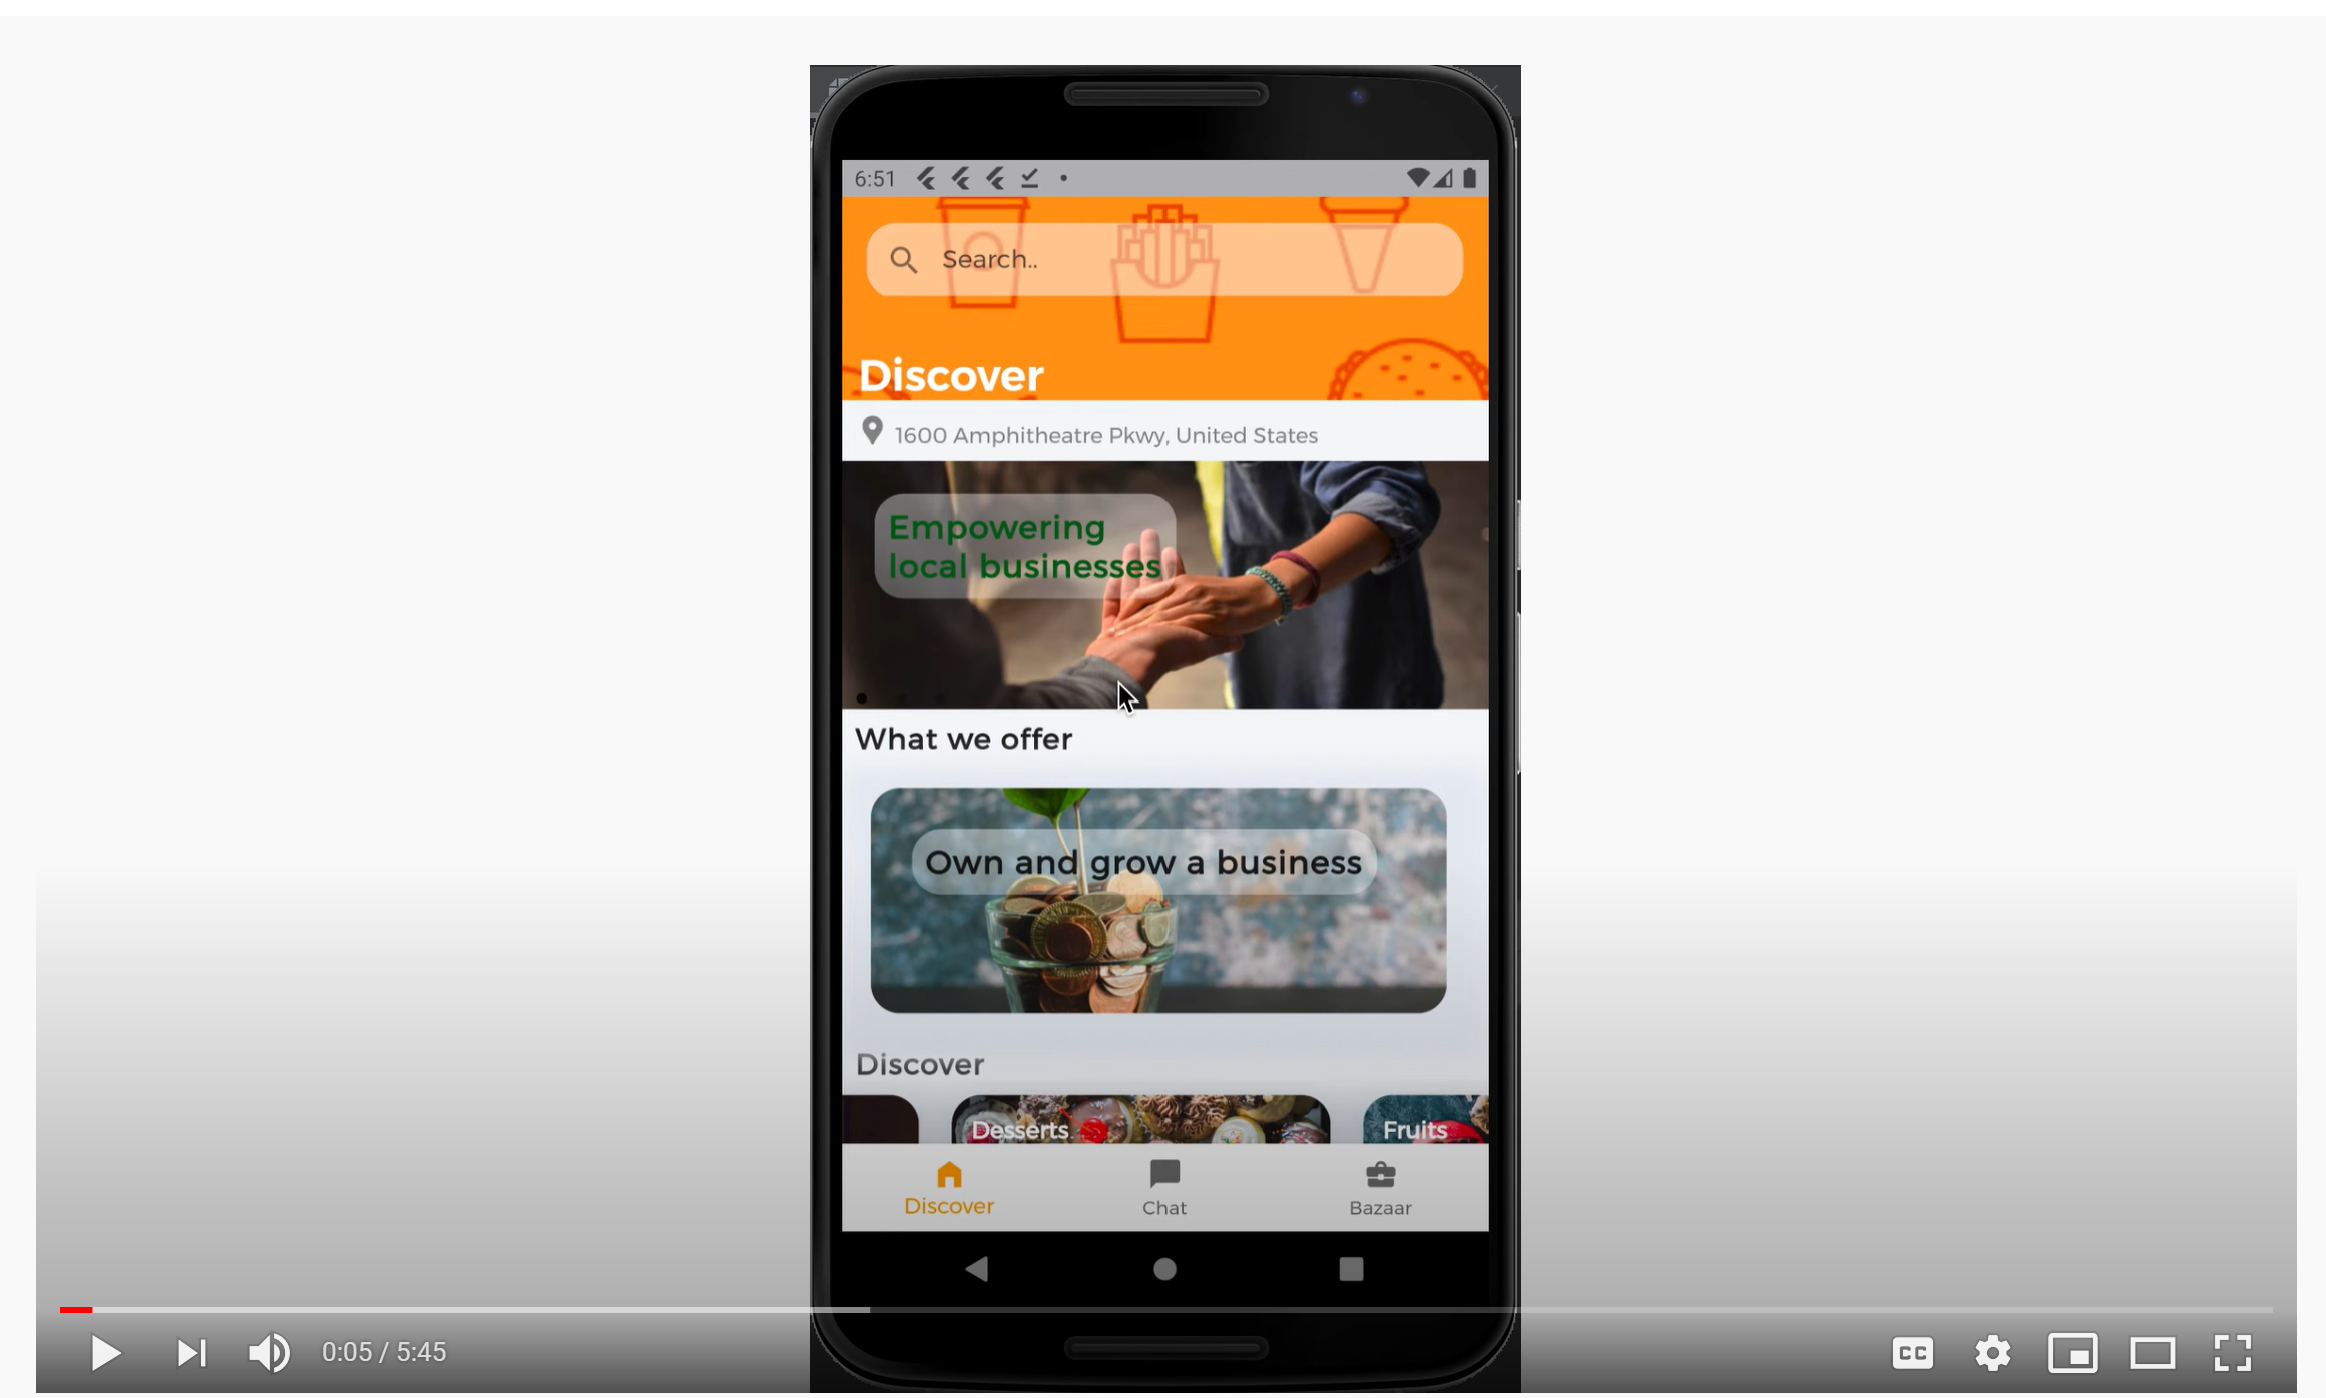 6:51
Search..
Discover
1600 Amphitheatre Pkwy, United States
Empowering
local businesses
What we offer
Own and grow a business
Discover
Desserts
Fruits
Discover
Chat
Bazaar
0:05 / 5:45
CC